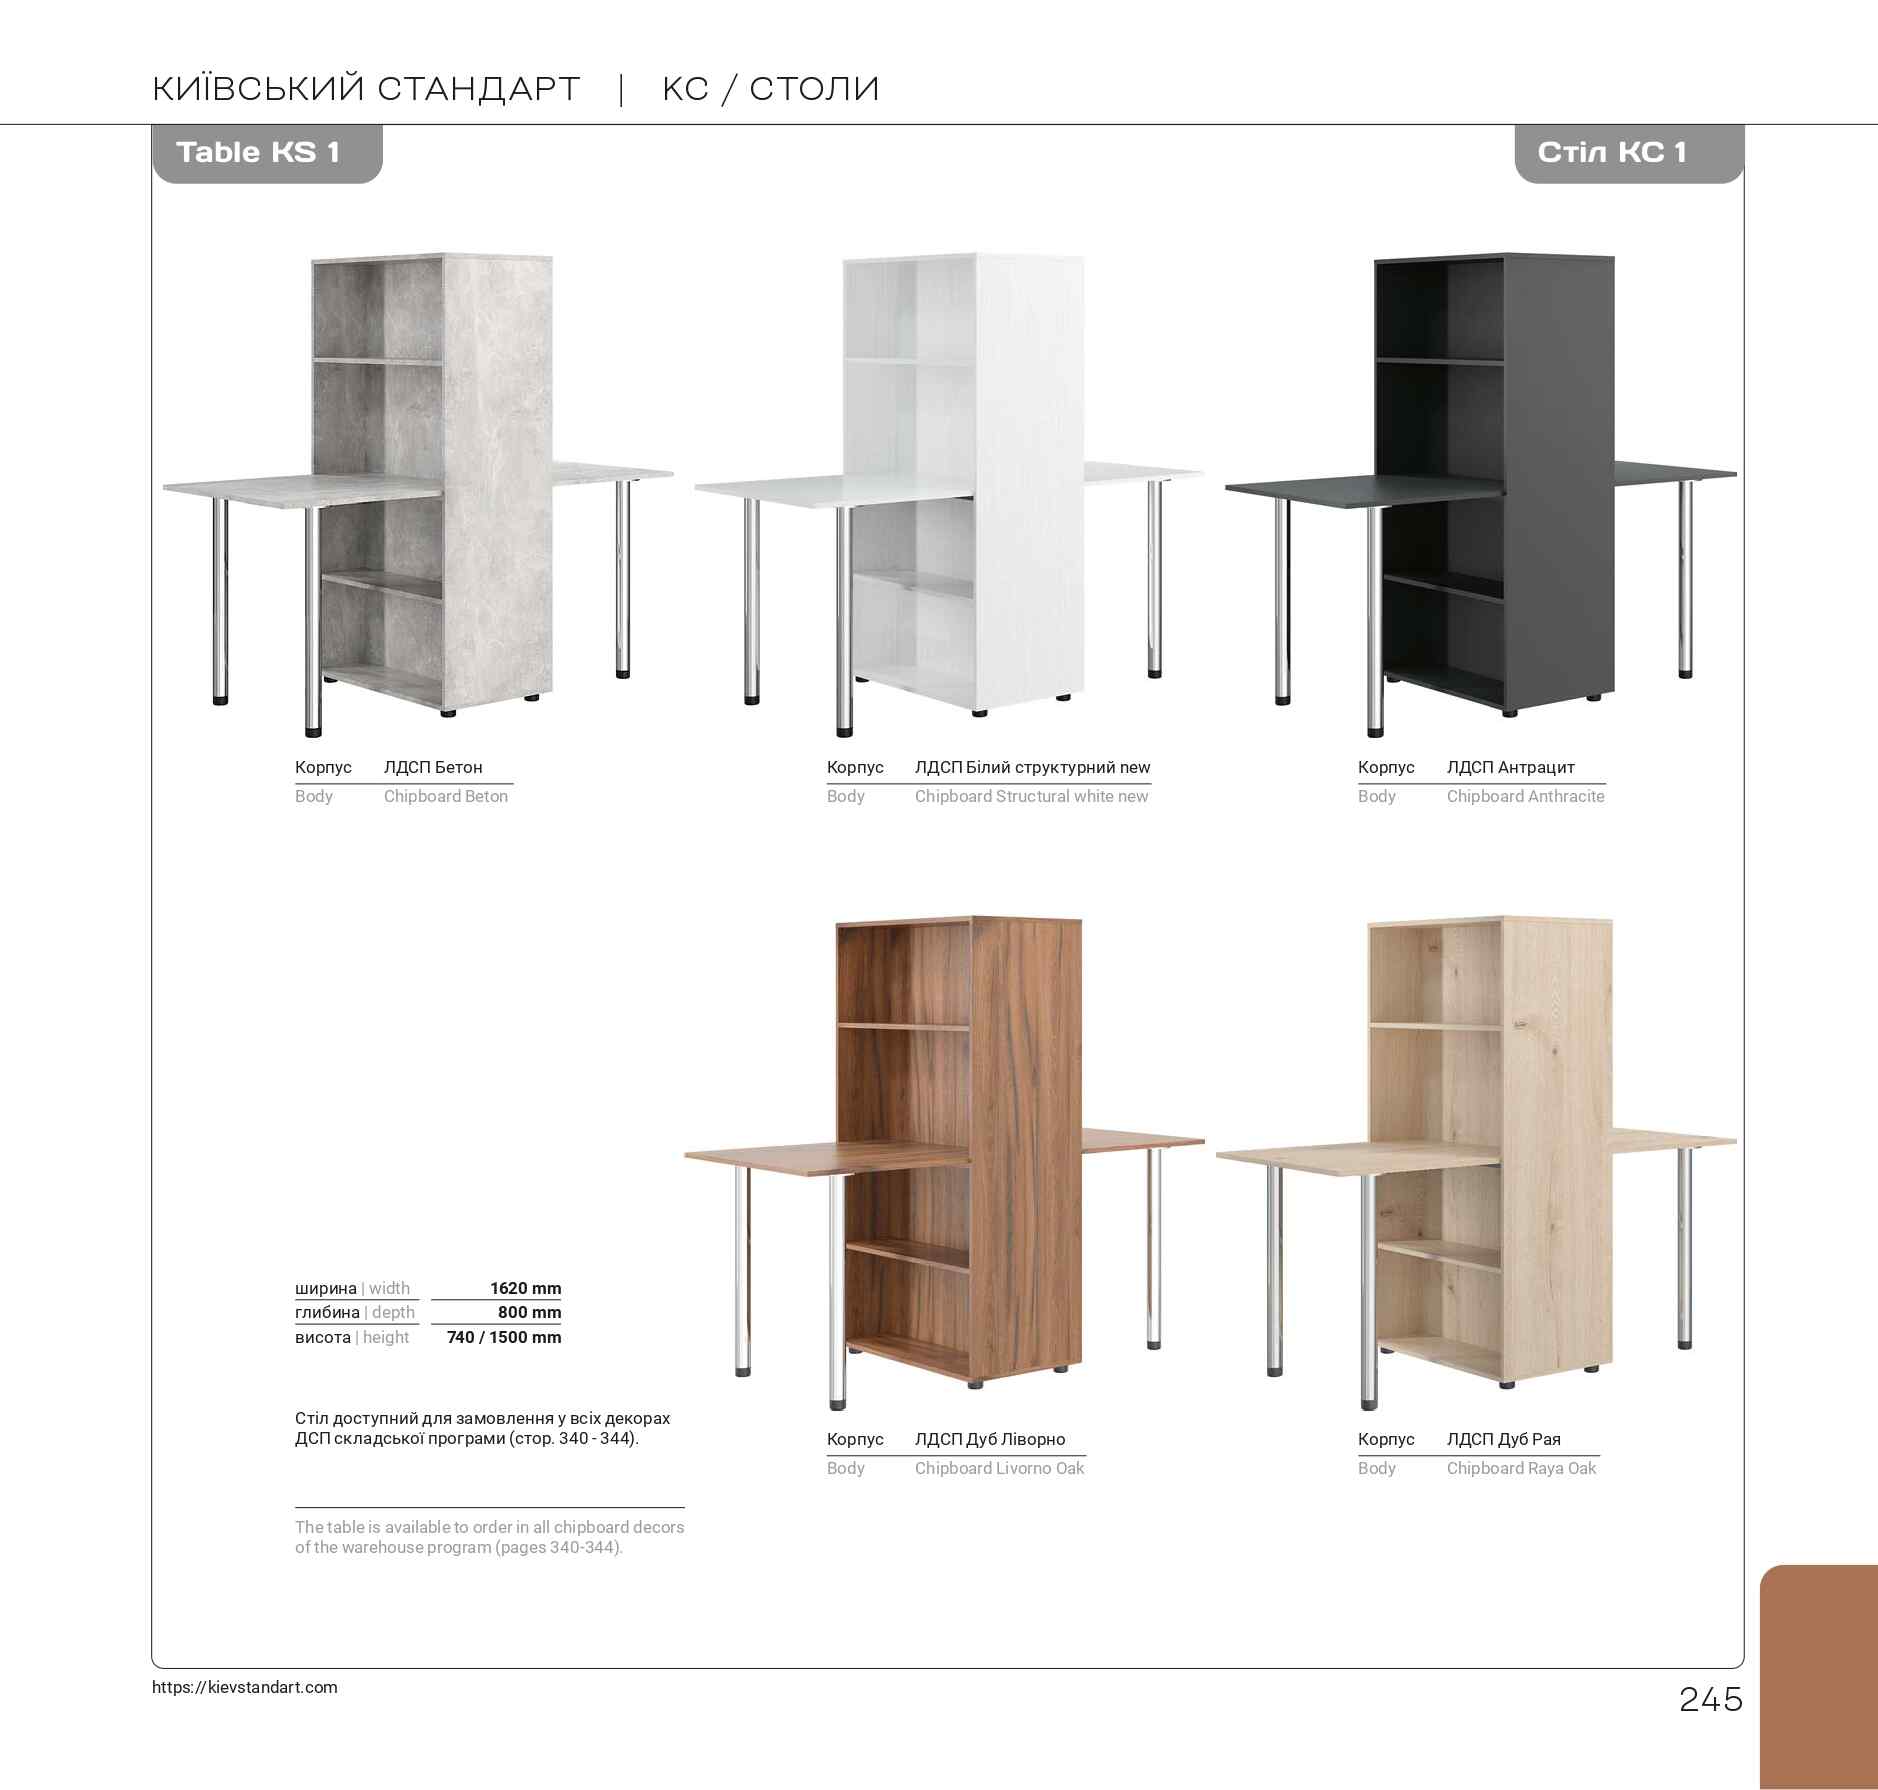 КИЇВСЬКИЙ СТАНДАРТ | КС / СТОЛИ
Table KS 1
Стіл КС 1
Корпус ЛДСП Бетон
Body Chipboard Beton
Корпус ЛДСП Білий структурний new
Body Chipboard Structural white new
Корпус ЛДСП Антрацит
Body Chipboard Anthracite
ширина | width 1620 mm
глибина | depth 800 mm
висота | height 740 / 1500 mm
Стіл доступний для замовлення у всіх декорах
ДСП складської програми (стор. 340 - 344).
The table is available to order in all chipboard decors
of the warehouse program (pages 340-344).
Корпус ЛДСП Дуб Ліворно
Body Chipboard Livorno Oak
Корпус ЛДСП Дуб Рая
Body Chipboard Raya Oak
https://kievstandart.com
245